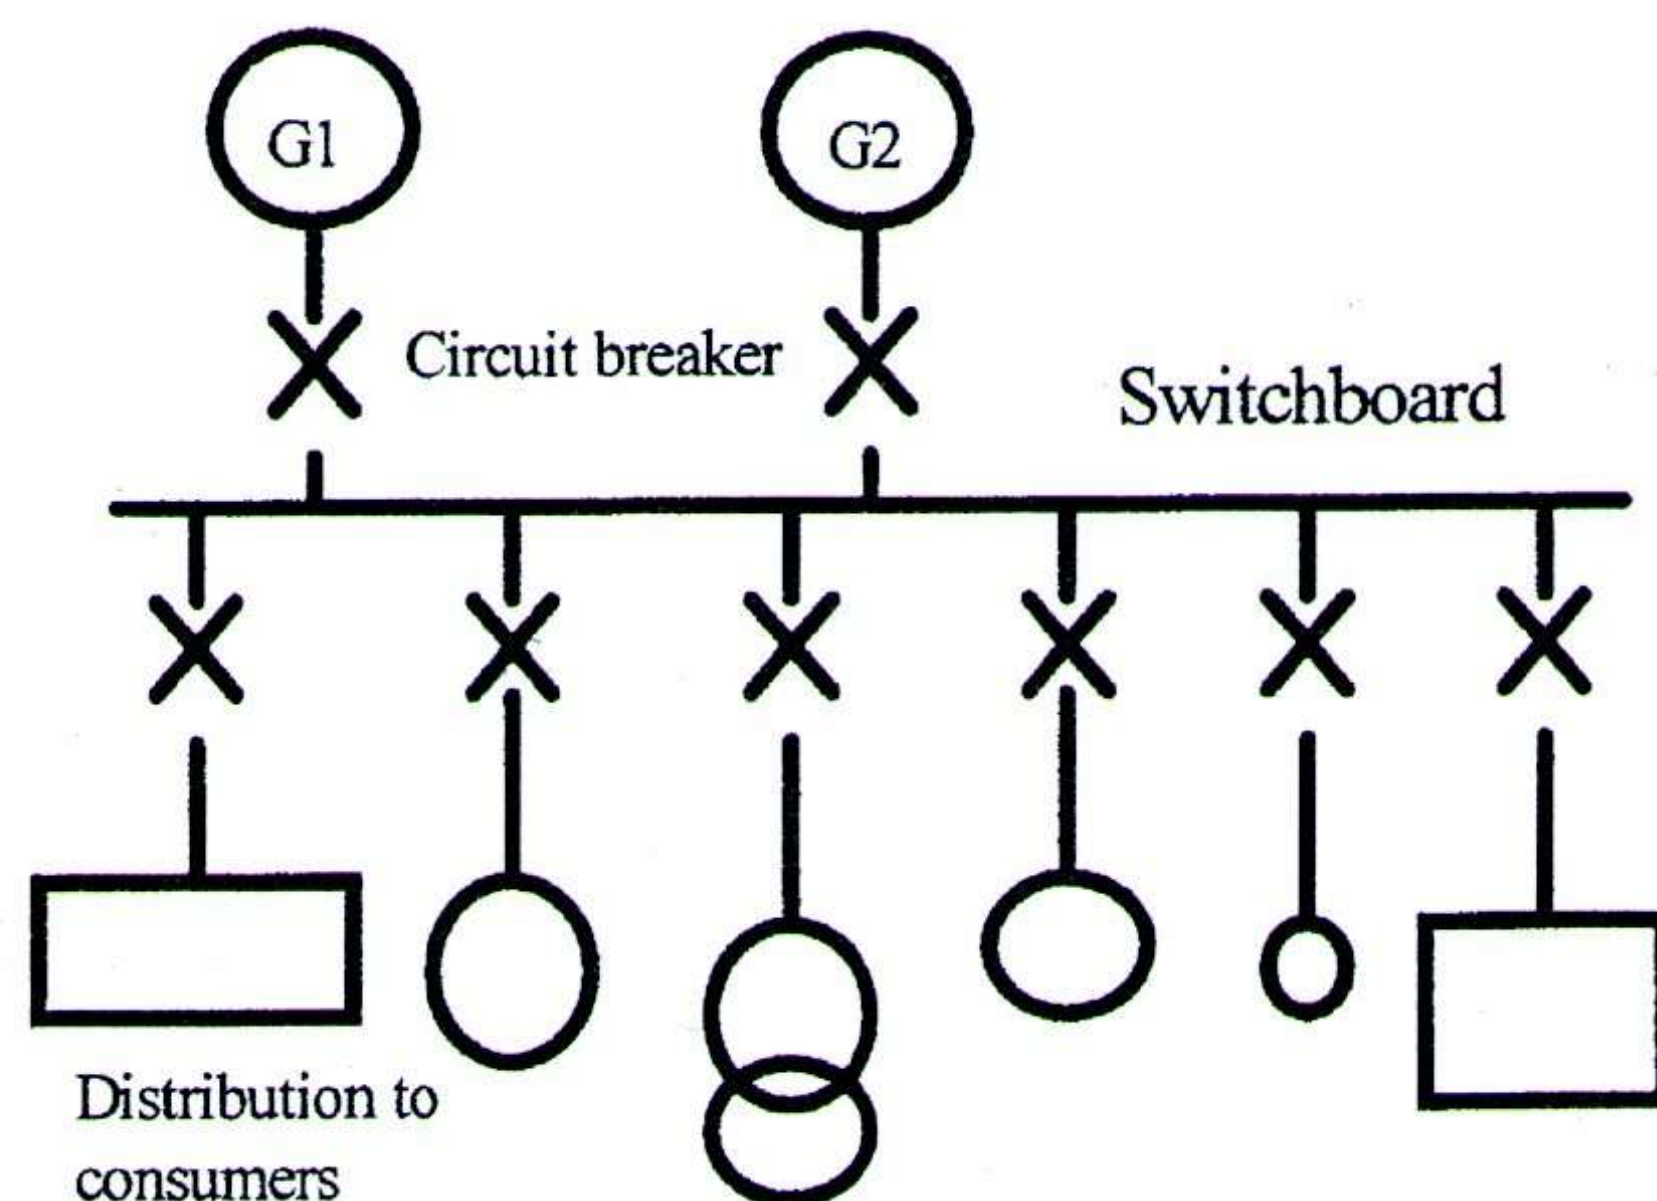 G1
G2
Circuit breaker
Switchboard
Distribution to
consumers